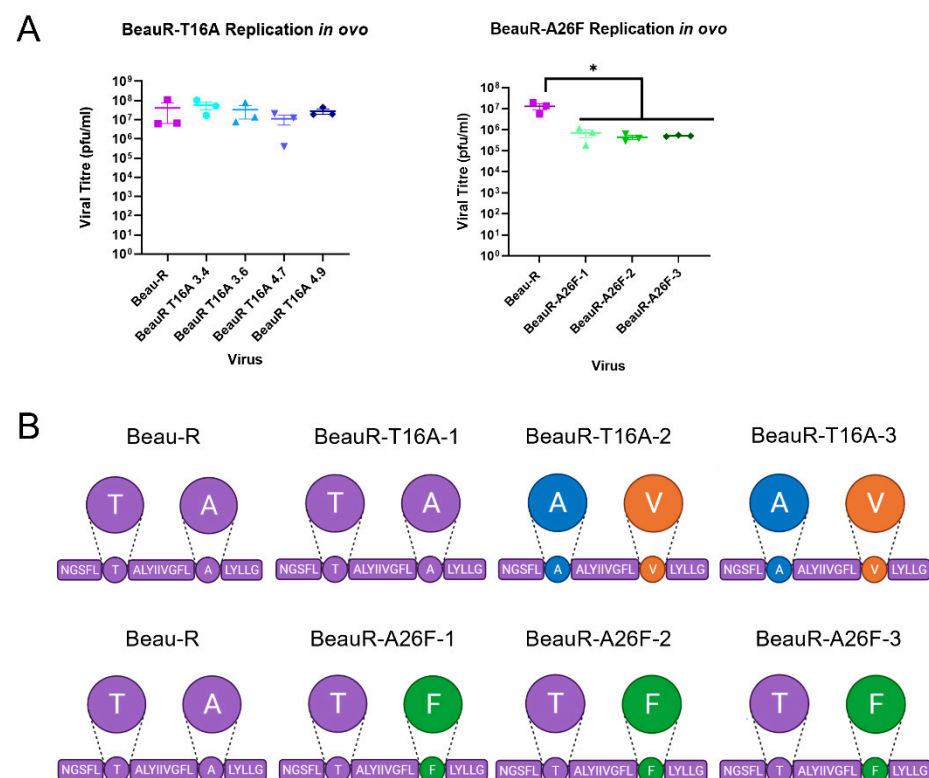 A
BeauR-T16A Replication in ovo
BeauR-A26F Replication in ovo
*
Viral Titre (pfu/ml)
10⁹
10⁸
10⁷
10⁶
10⁵
10⁴
10³
10²
10¹
10⁰
Beau-R
BeauR T16A 3.4
BeauR T16A 3.6
BeauR T16A 4.7
BeauR T16A 4.9
Virus
Viral Titre (pfu/ml)
10⁸
10⁷
10⁶
10⁵
10⁴
10³
10²
10¹
10⁰
Beau-R
BeauR-A26F-1
BeauR-A26F-2
BeauR-A26F-3
Virus
B
Beau-R BeauR-T16A-1 BeauR-T16A-2 BeauR-T16A-3
T A T A A V A V
NGSFL T ALYIIVGFL A LYLLG NGSFL T ALYIIVGFL A LYLLG NGSFL A ALYIIVGFL V LYLLG NGSFL A ALYIIVGFL V LYLLG
Beau-R BeauR-A26F-1 BeauR-A26F-2 BeauR-A26F-3
T A T F T F T F
NGSFL T ALYIIVGFL A LYLLG NGSFL T ALYIIVGFL F LYLLG NGSFL T ALYIIVGFL F LYLLG NGSFL T ALYIIVGFL F LYLLG